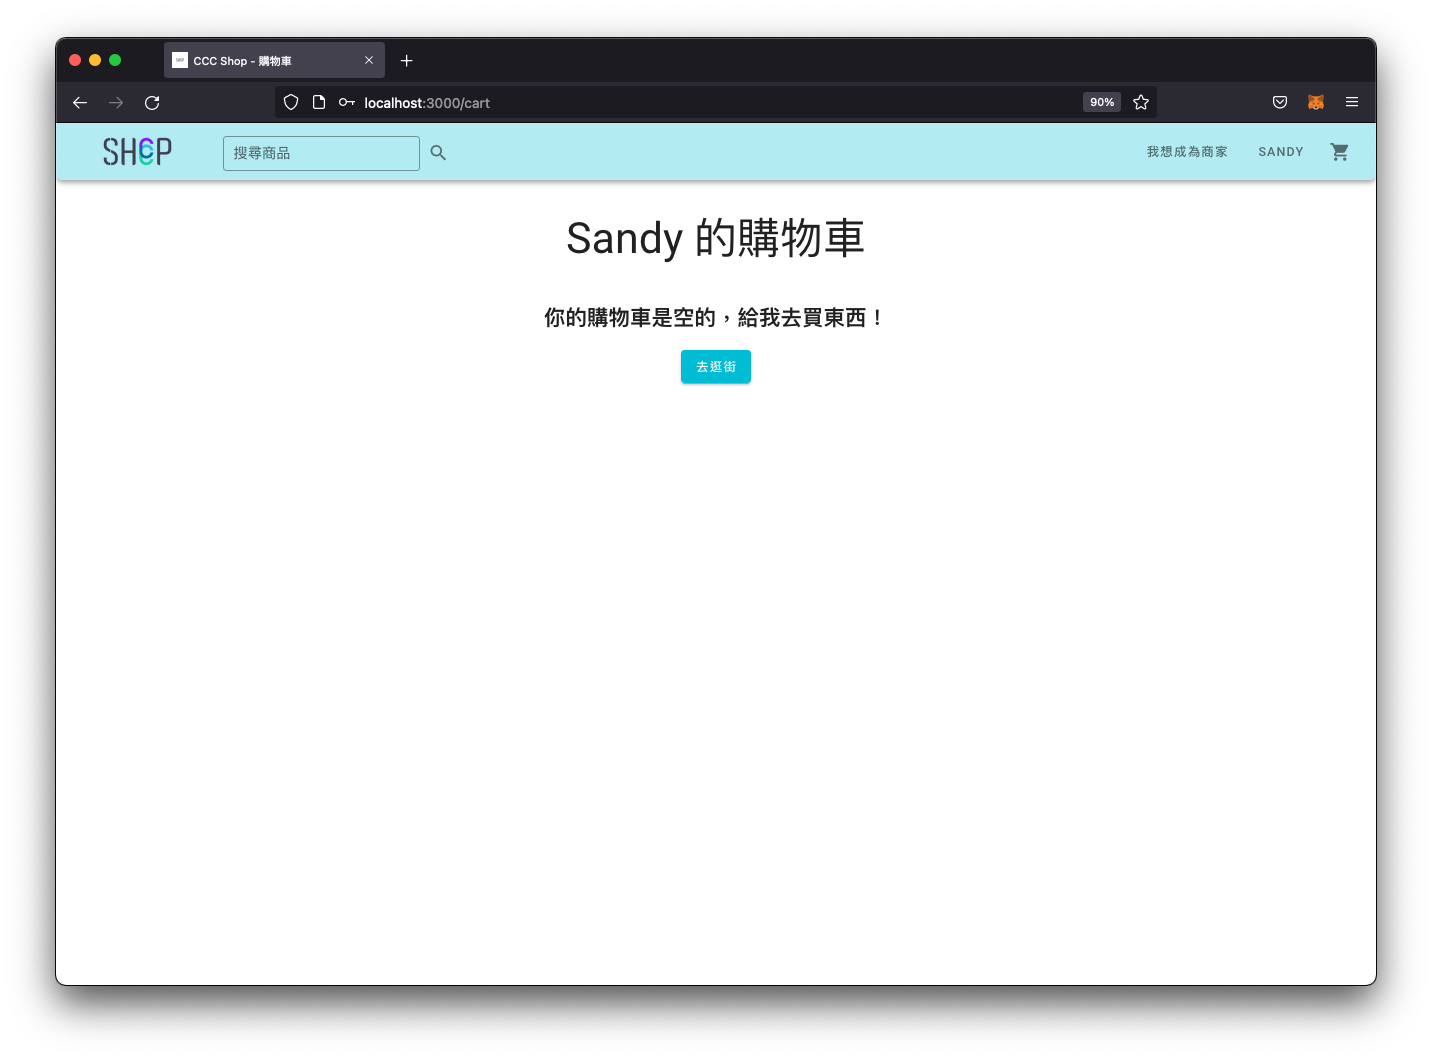 CCC Shop - 購物車
localhost:3000/cart
90%
SHCP
搜尋商品
我想成為商家
SANDY
Sandy 的購物車
你的購物車是空的，給我去買東西！
去逛街